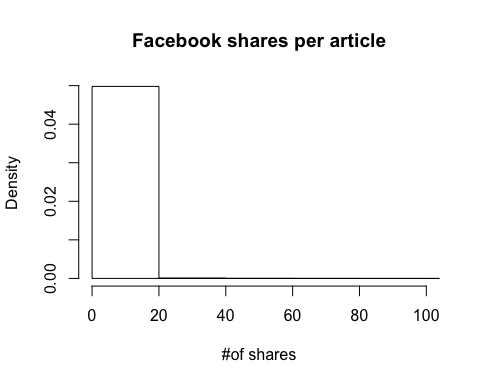 Facebook shares per article
Density
0.04
0.02
0.00
0 20 40 60 80 100
#of shares